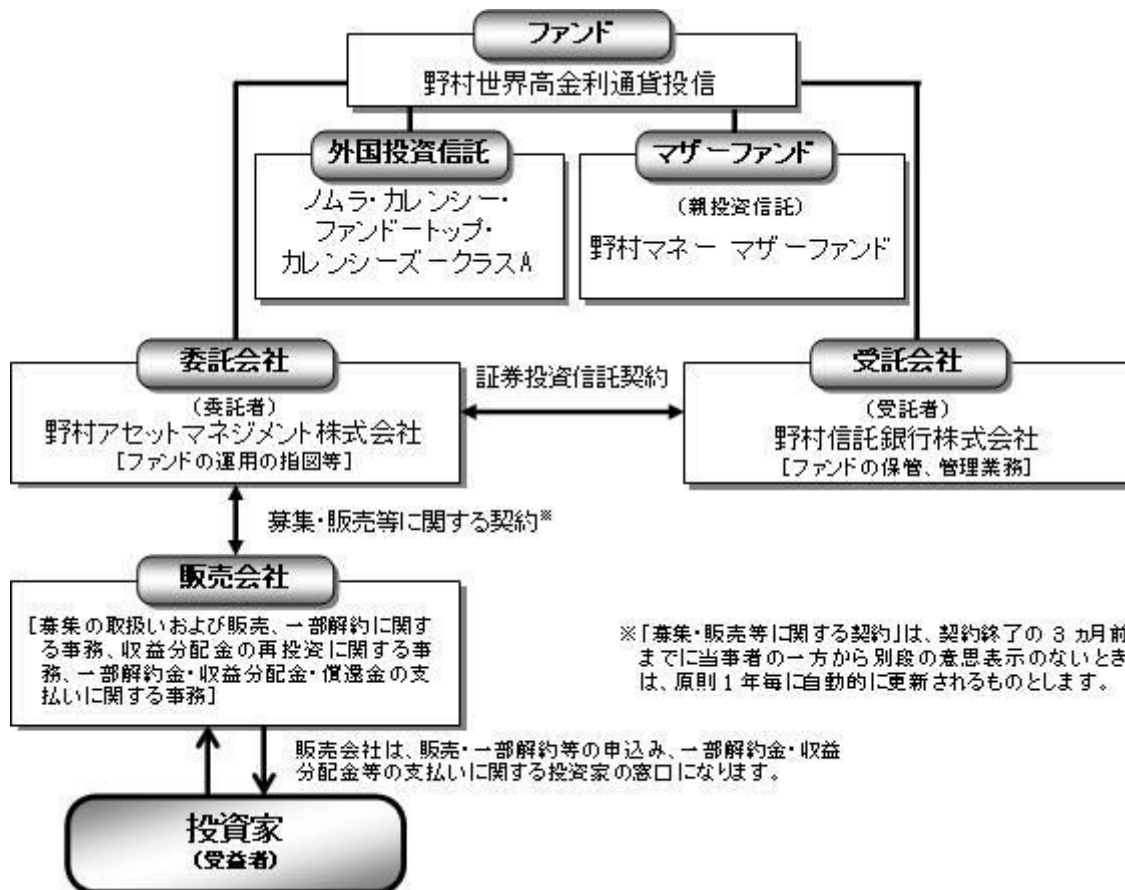 ファンド
野村世界高金利通貨投信
外国投資信託
ノムラ・カレンシー・
ファンドートップ・
カレンシーズークラスA
マザーファンド
(親投資信託)
野村マネー マザーファンド
委託会社
(委託者)
野村アセットマネジメント株式会社
[ファンドの運用の指図等]
証券投資信託契約
受託会社
(受託者)
野村信託銀行株式会社
[ファンドの保管、管理業務]
募集・販売等に関する契約※
販売会社
[募集の取扱いおよび販売、一部解約に関す
る事務、収益分配金の再投資に関する事
務、一部解約金・収益分配金・償還金の支
払いに関する事務]
※「募集・販売等に関する契約」は、契約終了の 3 ヵ月前
までに当事者の一方から別段の意思表示のないとき
は、原則1年毎に自動的に更新されるものとします。
販売会社は、販売・一部解約等の申込み、一部解約金・収益
分配金等の支払いに関する投資家の窓口になります。
投資家
(受益者)